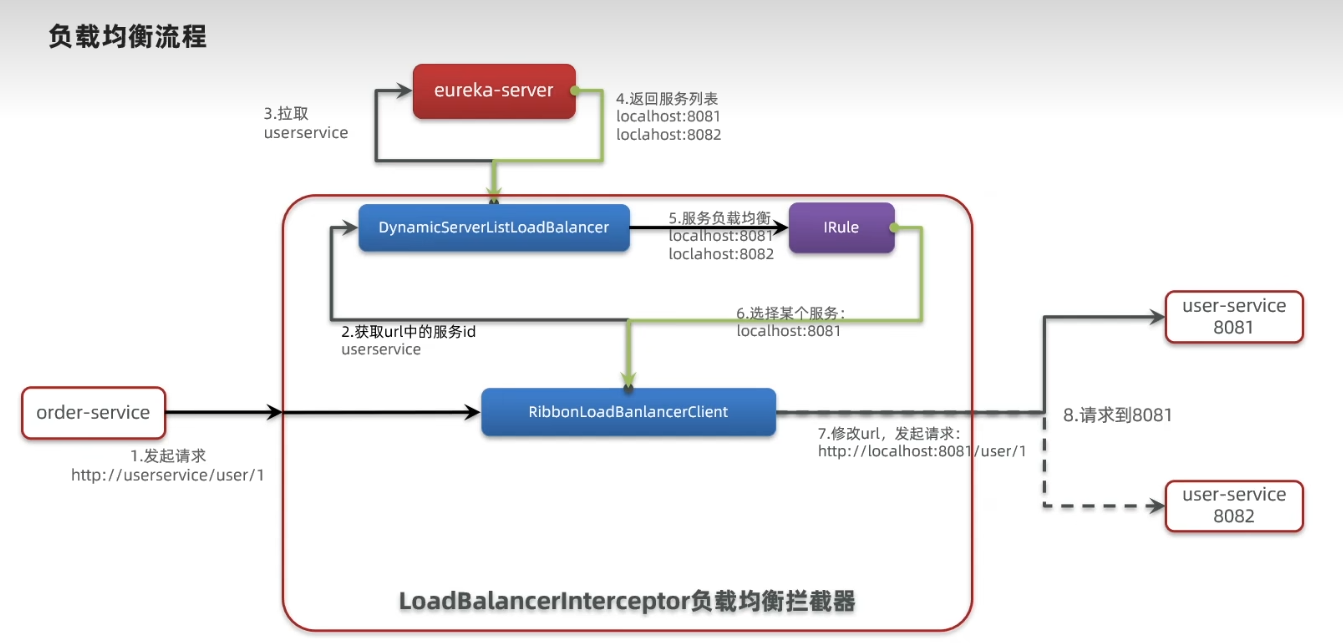 负载均衡流程
eureka-server
3.拉取
userservice
4.返回服务列表
localhost:8081
loclahost:8082
DynamicServerListLoadBalancer
5.服务负载均衡
localhost:8081
loclahost:8082
IRule
2.获取url中的服务id
userservice
6.选择某个服务：
localhost:8081
user-service
8081
order-service
RibbonLoadBanlancerClient
8.请求到8081
1.发起请求
http://userservice/user/1
7.修改url，发起请求：
http://localhost:8081/user/1
user-service
8082
LoadBalancerInterceptor负载均衡拦截器